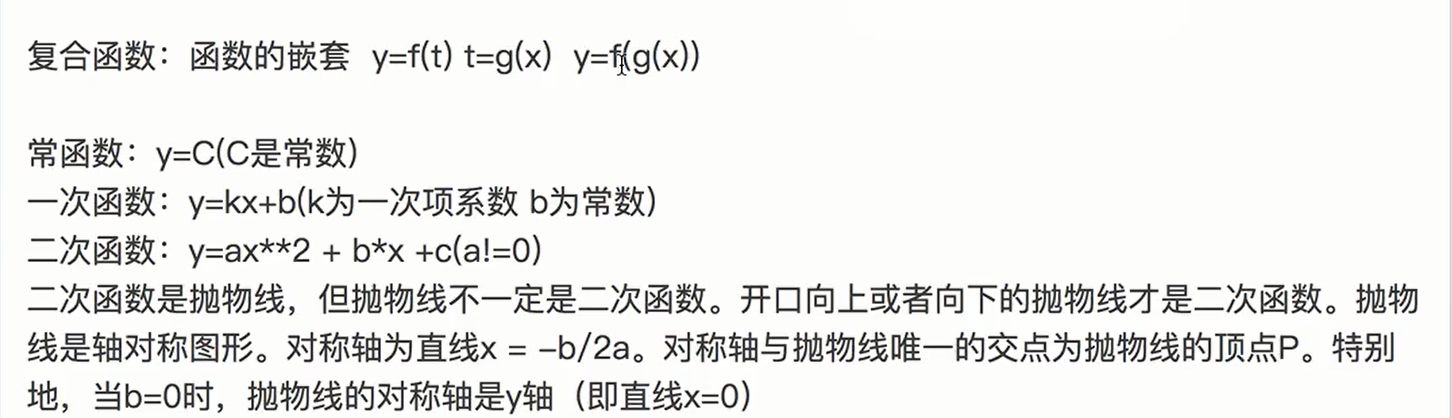 复合函数：函数的嵌套 y=f(t) t=g(x) y=f(g(x))
常函数：y=C(C是常数)
一次函数：y=kx+b(k为一次项系数 b为常数)
二次函数：y=ax**2 + b*x +c(a!=0)
二次函数是抛物线，但抛物线不一定是二次函数。开口向上或者向下的抛物线才是二次函数。抛物
线是轴对称图形。对称轴为直线x = -b/2a。对称轴与抛物线唯一的交点为抛物线的顶点P。特别
地，当b=0时，抛物线的对称轴是y轴（即直线x=0）